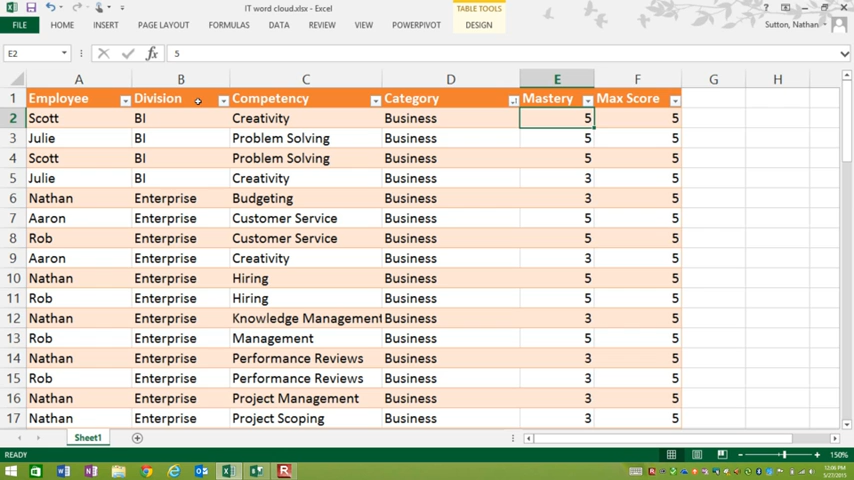 IT word cloud.xlsx - Excel
TABLE TOOLS
FILE HOME INSERT PAGE LAYOUT FORMULAS DATA REVIEW VIEW POWERPIVOT DESIGN
Sutton, Nathan
E2 fx 5
A B C D E F G H
1 Employee Division Competency Category Mastery Max Score
2 Scott BI Creativity Business 5 5
3 Julie BI Problem Solving Business 5 5
4 Scott BI Problem Solving Business 5 5
5 Julie BI Creativity Business 3 5
6 Nathan Enterprise Budgeting Business 3 5
7 Aaron Enterprise Customer Service Business 5 5
8 Rob Enterprise Customer Service Business 5 5
9 Aaron Enterprise Creativity Business 3 5
10 Nathan Enterprise Hiring Business 5 5
11 Rob Enterprise Hiring Business 5 5
12 Nathan Enterprise Knowledge Management Business 3 5
13 Rob Enterprise Management Business 5 5
14 Nathan Enterprise Performance Reviews Business 3 5
15 Rob Enterprise Performance Reviews Business 3 5
16 Nathan Enterprise Project Management Business 3 5
17 Nathan Enterprise Project Scoping Business 3 5
Sheet1
READY 150%
12:06 PM
5/27/2015